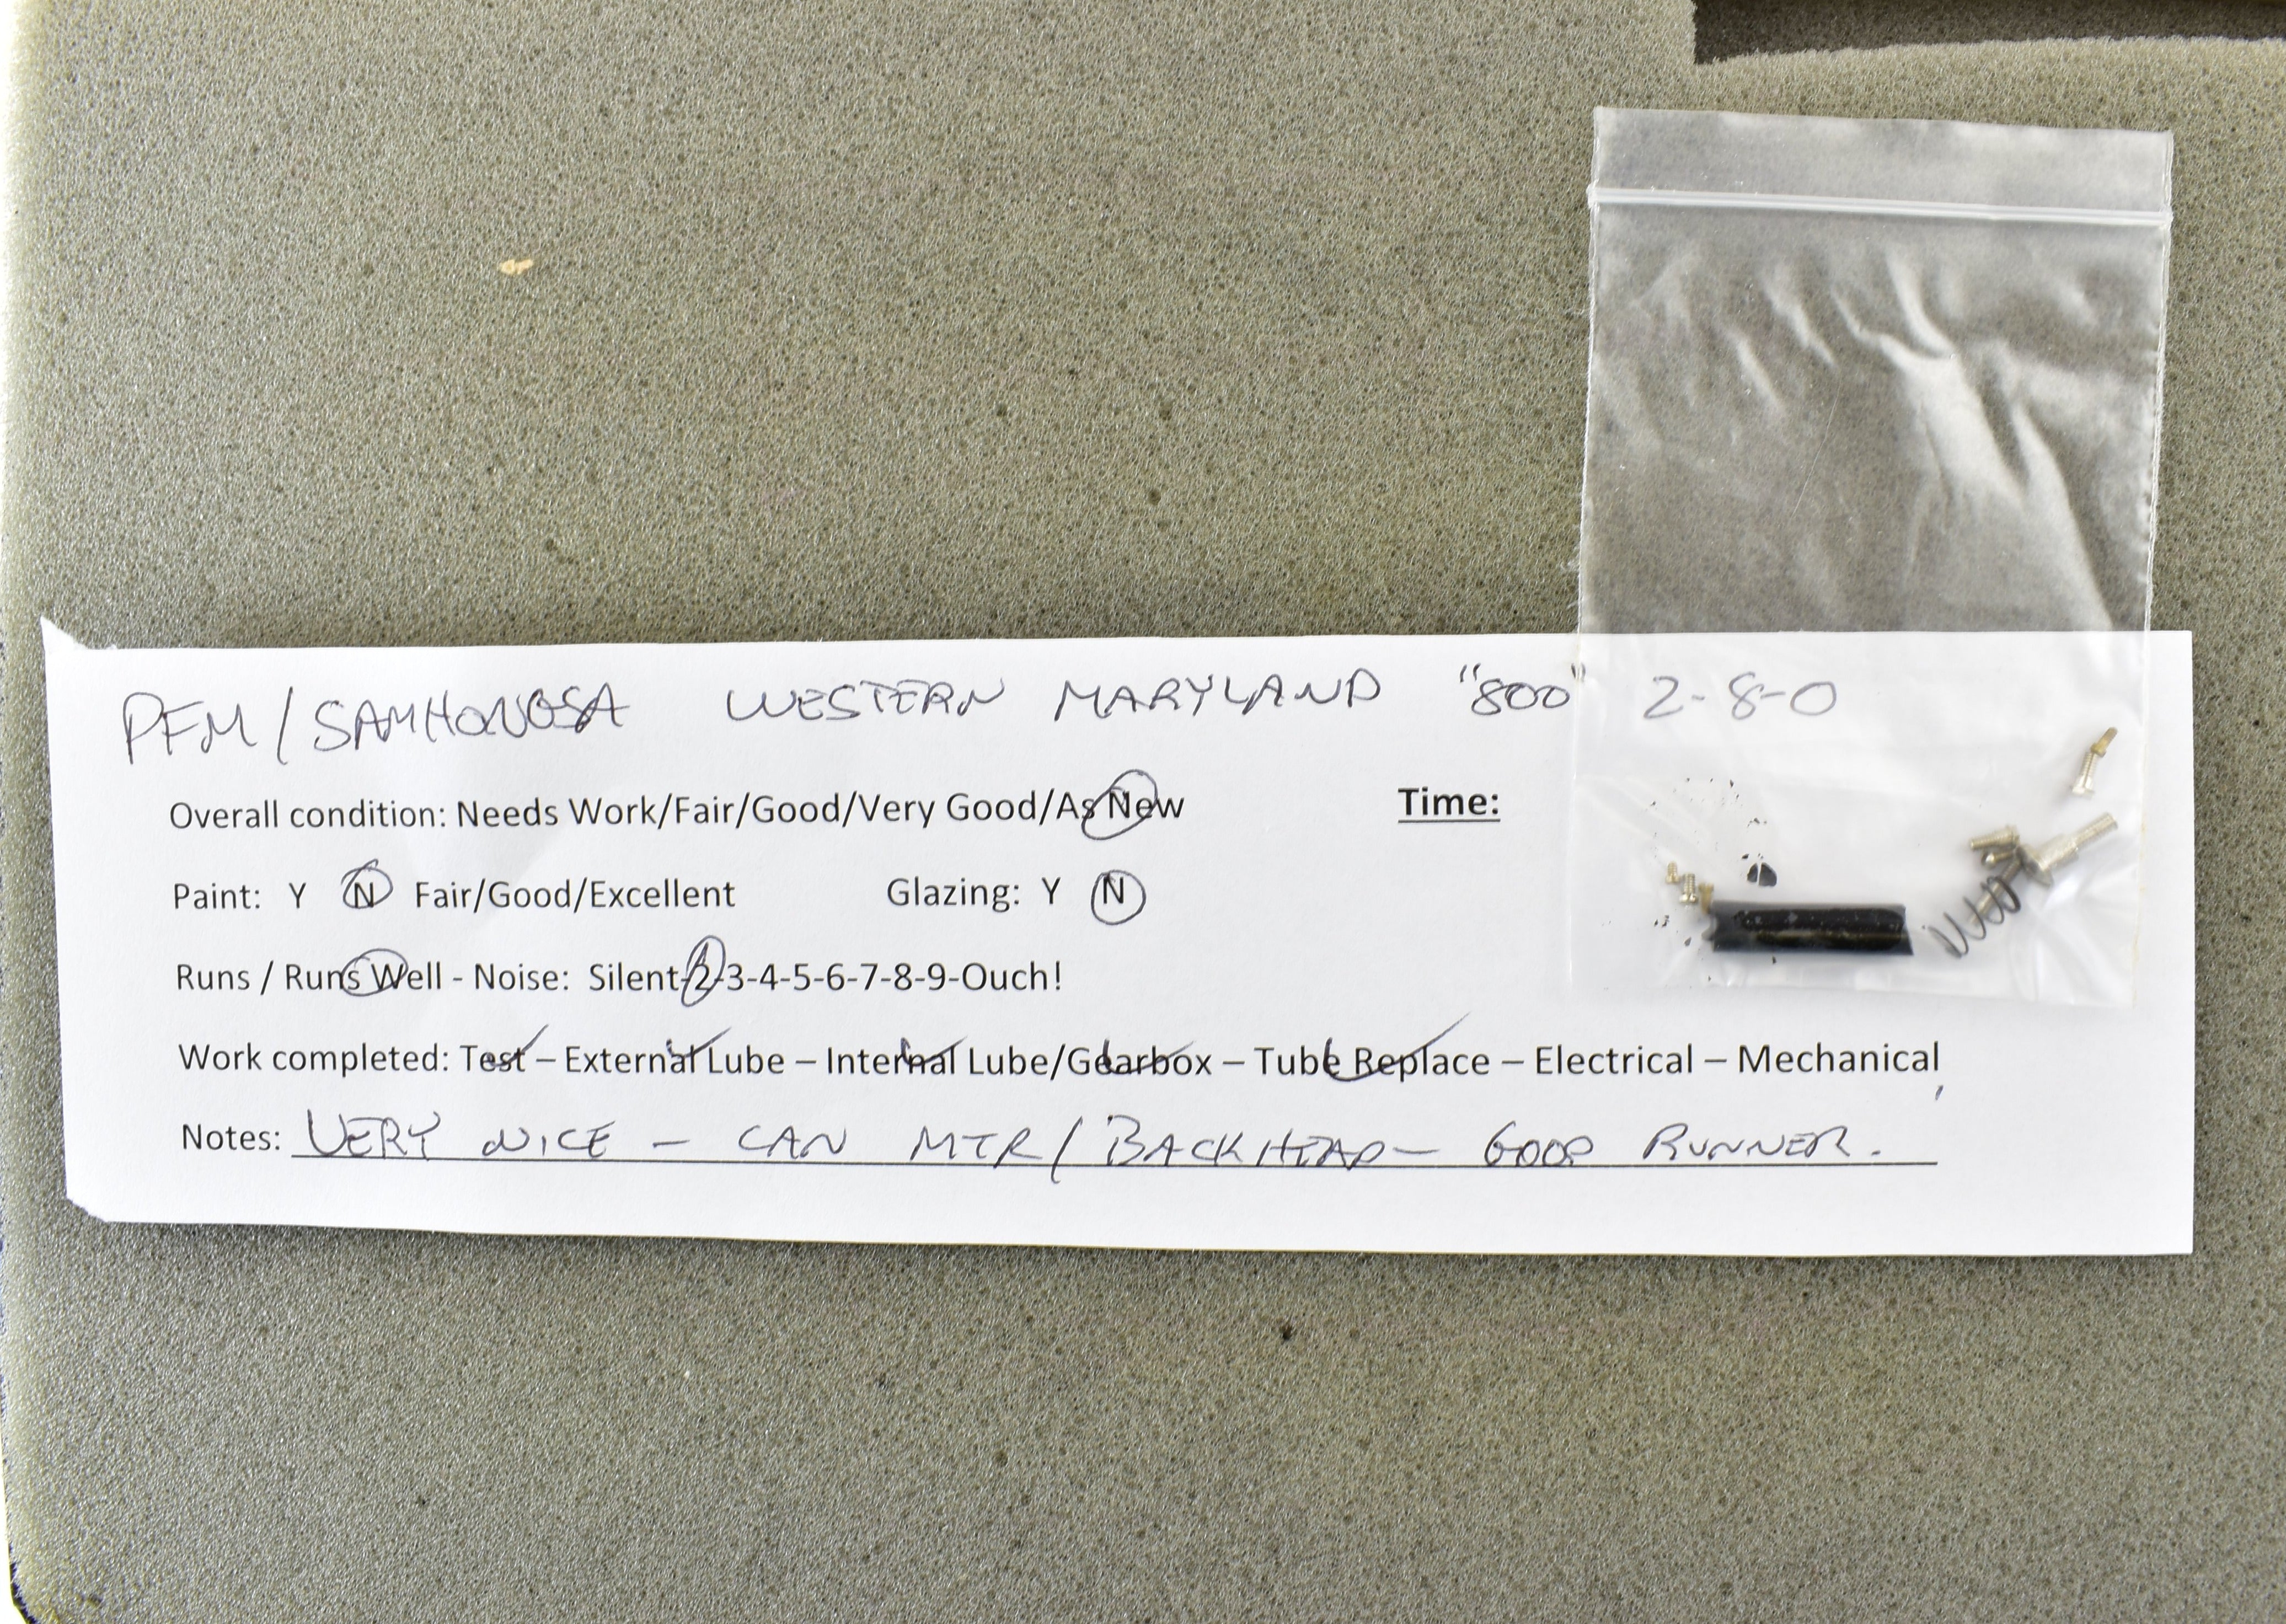 PFM/SAMHONGSA WESTERN MARYLAND "800" 2-8-0
Overall condition: Needs Work/Fair/Good/Very Good/As New Time:
Paint: Y N Fair/Good/Excellent Glazing: Y N
Runs / Runs Well - Noise: Silent-2-3-4-5-6-7-8-9-Ouch!
Work completed: Test – External Lube – Internal Lube/Gearbox – Tube Replace – Electrical – Mechanical
Notes: VERY NICE – CAN MTR/BACKHEAD – GOOD RUNNER.